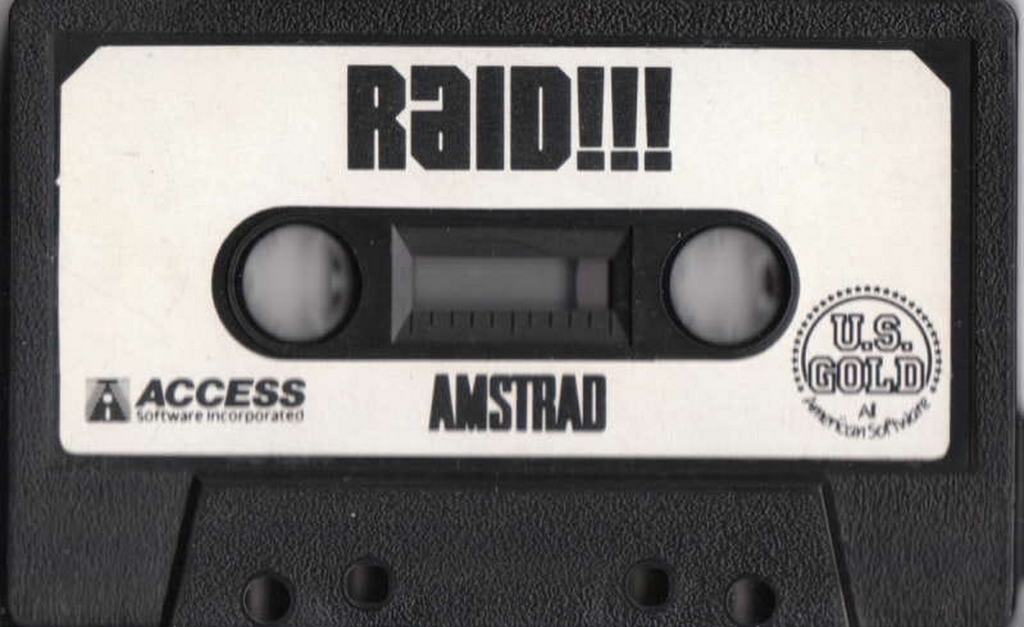 RaID!!!
U.S.
GOLD
All
American Software
ACCESS
Software Incorporated
AMSTRAD